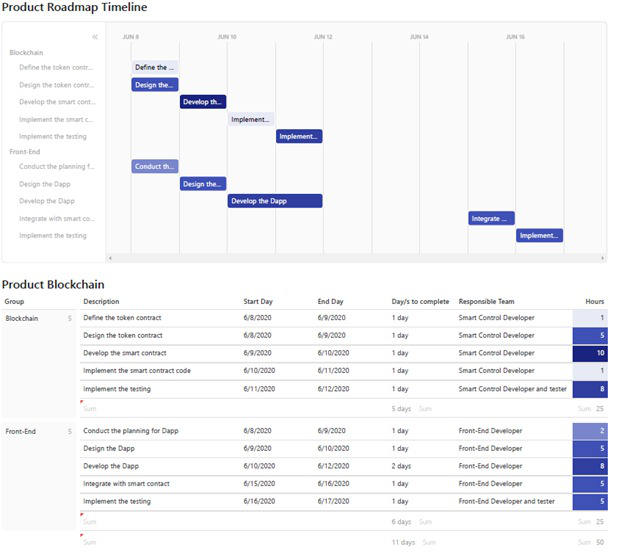 Product Roadmap Timeline
« JUN 8 JUN 10 JUN 12 JUN 14 JUN 16
Blockchain
Define the token contr... Define the ...
Design the token contr... Design the...
Develop the smart cont... Develop th...
Implement the smart c... Implement...
Implement the testing Implement...
Front-End
Conduct the planning f... Conduct th...
Design the Dapp Design the...
Develop the Dapp Develop the Dapp
Integrate with smart co... Integrate ...
Implement the testing Implement...
Product Blockchain
Group Description Start Day End Day Day/s to complete Responsible Team Hours
Blockchain 5 Define the token contract 6/8/2020 6/9/2020 1 day Smart Control Developer 1
Design the token contract 6/8/2020 6/9/2020 1 day Smart Control Developer 5
Develop the smart contract 6/9/2020 6/10/2020 1 day Smart Control Developer 10
Implement the smart contract code 6/10/2020 6/11/2020 1 day Smart Control Developer 1
Implement the testing 6/11/2020 6/12/2020 1 day Smart Control Developer and tester 8
Sum 5 days Sum Sum 25
Front-End 5 Conduct the planning for Dapp 6/8/2020 6/9/2020 1 day Front-End Developer 2
Design the Dapp 6/9/2020 6/10/2020 1 day Front-End Developer 5
Develop the Dapp 6/10/2020 6/12/2020 2 days Front-End Developer 8
Integrate with smart contact 6/15/2020 6/16/2020 1 day Front-End Developer 5
Implement the testing 6/16/2020 6/17/2020 1 day Front-End Developer and tester 5
Sum 6 days Sum Sum 25
Sum 11 days Sum Sum 50